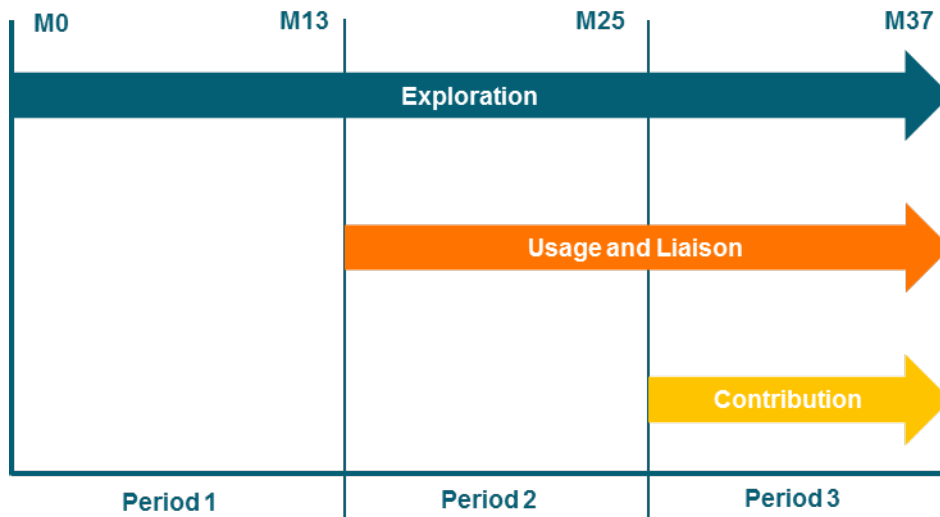 M0 M13 M25 M37
Exploration
Usage and Liaison
Contribution
Period 1 Period 2 Period 3